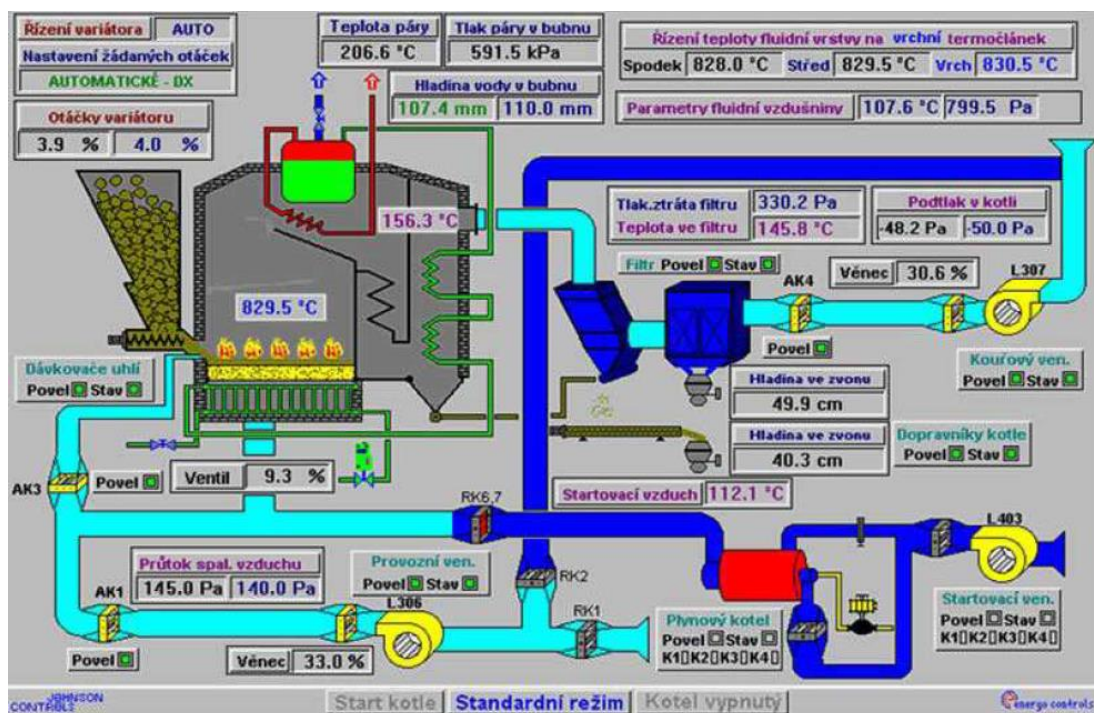 Řízení variátora AUTO
Nastavení žádaných otáček
AUTOMATICKÉ - DX
Otáčky variátoru
3.9 % 4.0 %
Teplota páry
206.6 °C
Tlak páry v bubnu
591.5 kPa
Hladina vody v bubnu
107.4 mm 110.0 mm
Řízení teploty fluidní vrstvy na vrchní termočlánek
Spodek 828.0 °C Střed 829.5 °C Vrch 830.5 °C
Parametry fluidní vzdušniny 107.6 °C 799.5 Pa
156.3 °C
829.5 °C
Tlak.ztráta filtru 330.2 Pa
Teplota ve filtru 145.8 °C
Podtlak v kotli
-48.2 Pa -50.0 Pa
Filtr Povel Stav
AK4
Věnec 30.6 %
L307
Povel
Kouřový ven.
Povel Stav
Dávkovače uhlí
Povel Stav
Hladina ve zvonu
49.9 cm
Hladina ve zvonu
40.3 cm
Dopravníky kotle
Povel Stav
AK3
Povel
Ventil 9.3 %
Startovací vzduch 112.1 °C
RK6,7
L403
Průtok spal. vzduchu
145.0 Pa 140.0 Pa
Provozní ven.
Povel Stav
AK1
L306
RK2
RK1
Povel
Věnec 33.0 %
Plynový kotel
Povel Stav
K1 K2 K3 K4
Startovací ven.
Povel Stav
K1 K2 K3 K4
JOHNSON
CONTROLS
Start kotle Standardní režim Kotel vypnutý
energo controls